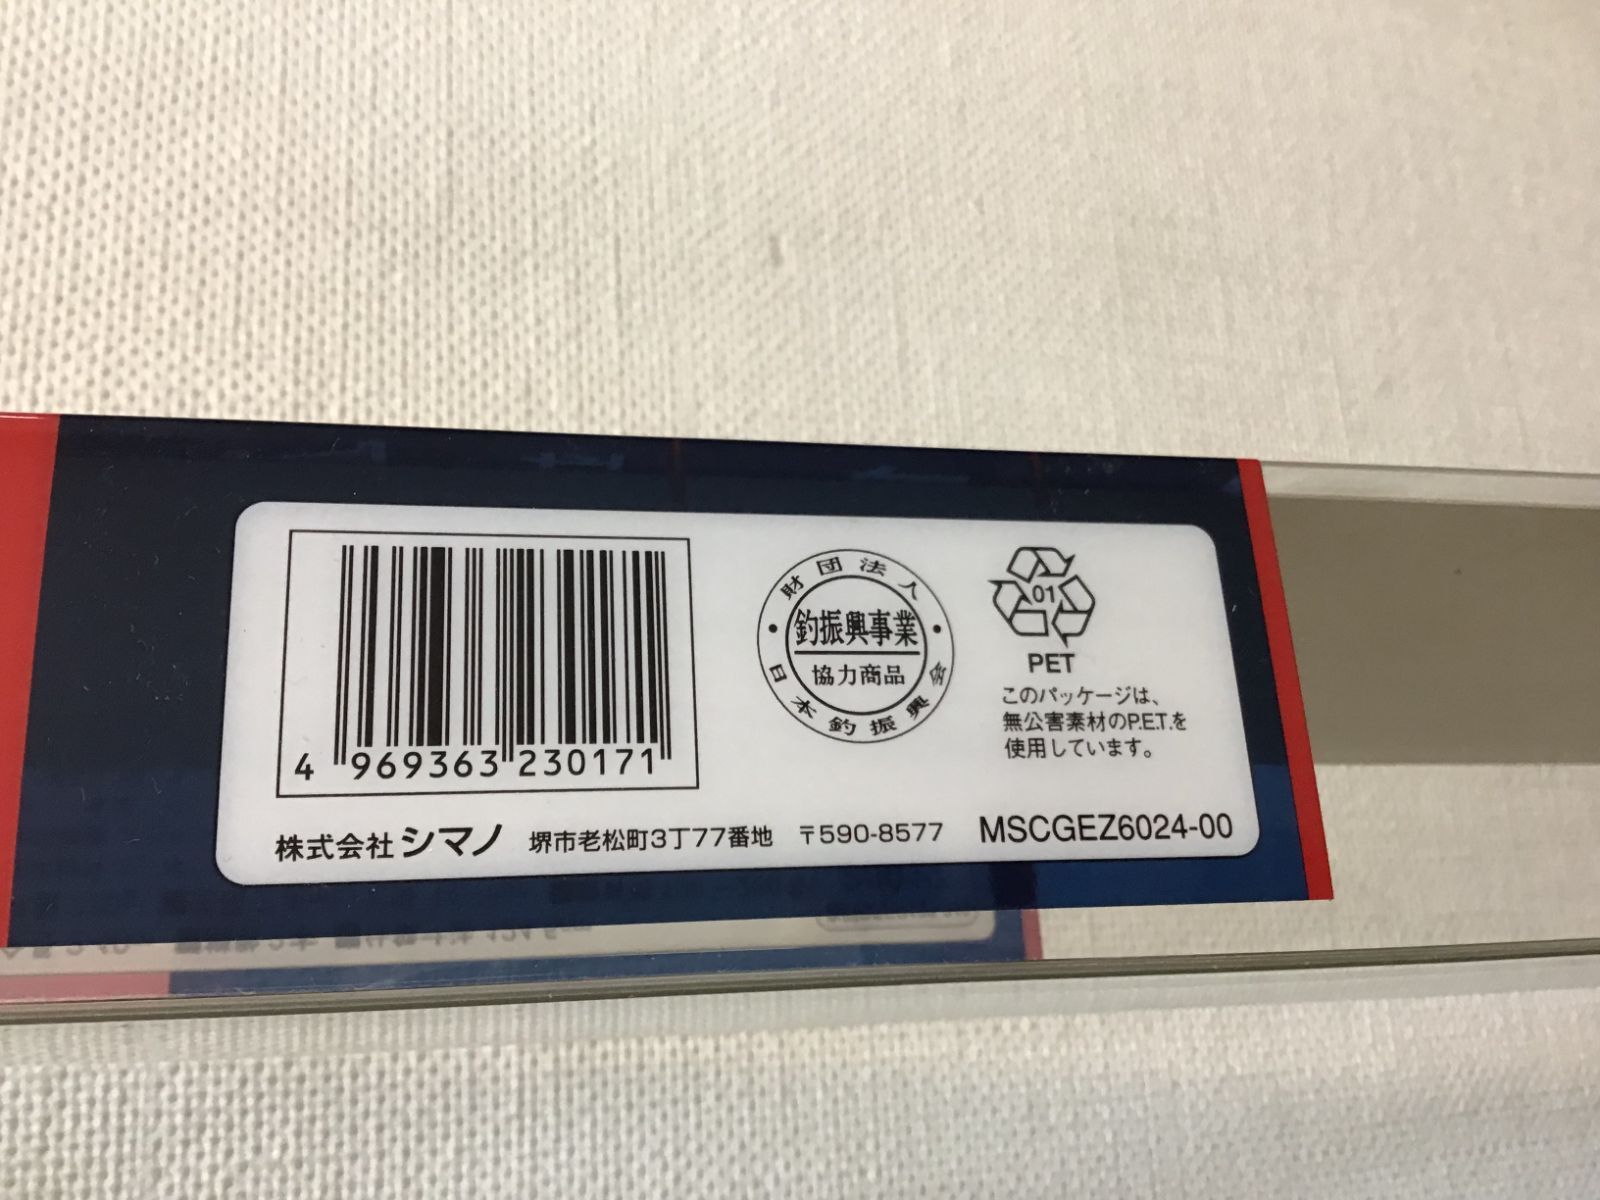 4 969363 230171
財団法人
釣振興事業
協力商品
日本釣振興会
01
PET
このパッケージは、
無公害素材のP.E.T.を
使用しています。
株式会社 シマノ 堺市老松町3丁77番地 〒590-8577 MSCGEZ6024-00